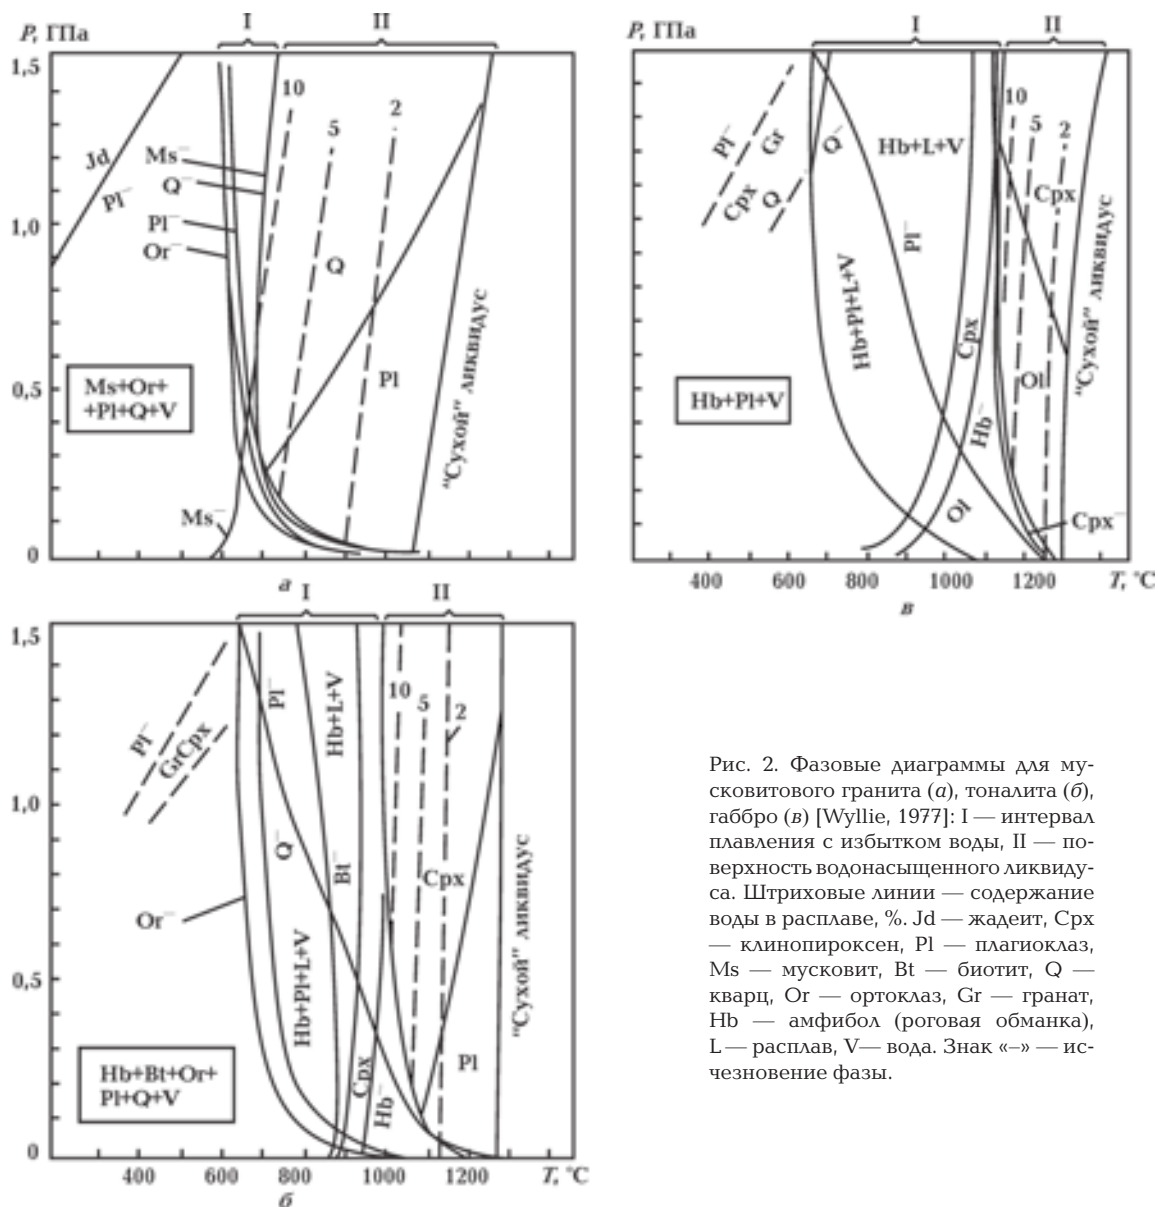 P, ГПа
I
II
1,5
10
5
2
Jd
Ms–
Pl–
Q–
1,0
Pl–
Or–
Q
"Сухой" ликвидус
Pl
0,5
Ms+Or+
+Pl+Q+V
Ms–
0
а
P, ГПа
I
II
10
5
2
Pl–
Gr
Q–
Hb+L+V
Cpx
Q
Cpx
Pl–
Hb+Pl+L+V
"Сухой" ликвидус
Cpx
Ol
Hb+Pl+V
Hb–
Ol
Cpx–
400
600
800
1000
1200
T, °C
в
I
II
1,5
Pl–
Hb+L+V
10
5
2
Pl–
GrCpx
1,0
Q–
Bt–
Cpx
Or–
"Сухой" ликвидус
Hb+Pl+L+V
0,5
Hb+Bt+Or+
Pl+Q+V
Cpx
Hb–
Pl
0
400
600
800
1000
1200
T, °C
б
Рис. 2. Фазовые диаграммы для му-
сковитового гранита (а), тоналита (б),
габбро (в) [Wyllie, 1977]: I — интервал
плавления с избытком воды, II — по-
верхность водонасыщенного ликвиду-
са. Штриховые линии — содержание
воды в расплаве, %. Jd — жадеит, Cpx
— клинопироксен, Pl — плагиоклаз,
Ms — мусковит, Bt — биотит, Q —
кварц, Or — ортоклаз, Gr — гранат,
Hb — амфибол (роговая обманка),
L — расплав, V— вода. Знак «–» — ис-
чезновение фазы.